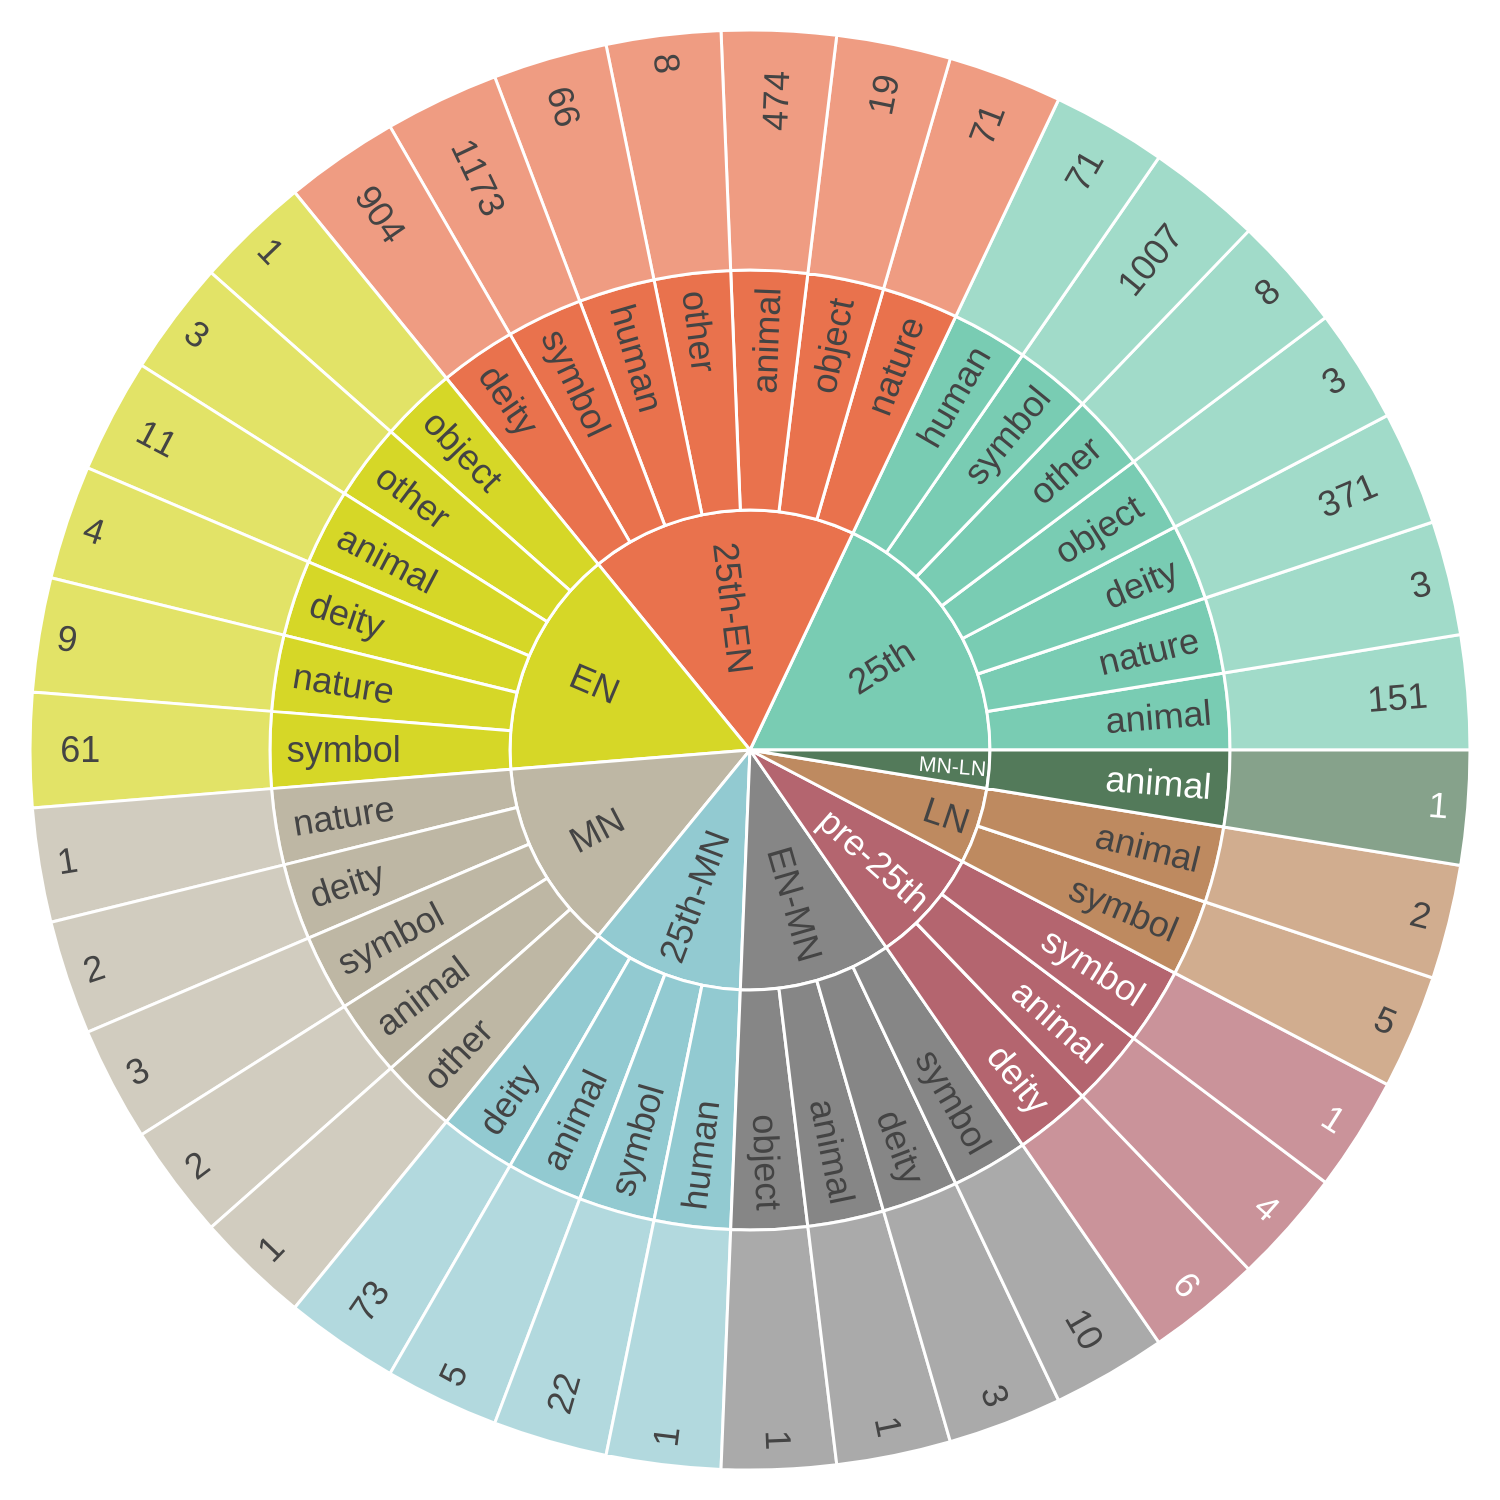 25th
human 71
symbol 1007
other 8
object 3
deity 371
nature 3
animal 151
MN-LN
animal 1
LN
animal 2
symbol 5
pre-25th
symbol 1
animal 4
deity 6
EN-MN
symbol 10
deity 3
animal 1
object 1
25th-MN
human 1
symbol 22
animal 5
deity 73
MN
other 1
animal 2
symbol 3
deity 2
nature 1
EN
symbol 61
nature 9
deity 4
animal 11
other 3
object 1
25th-EN
deity 904
symbol 1173
human 66
other 8
animal 474
object 19
nature 71